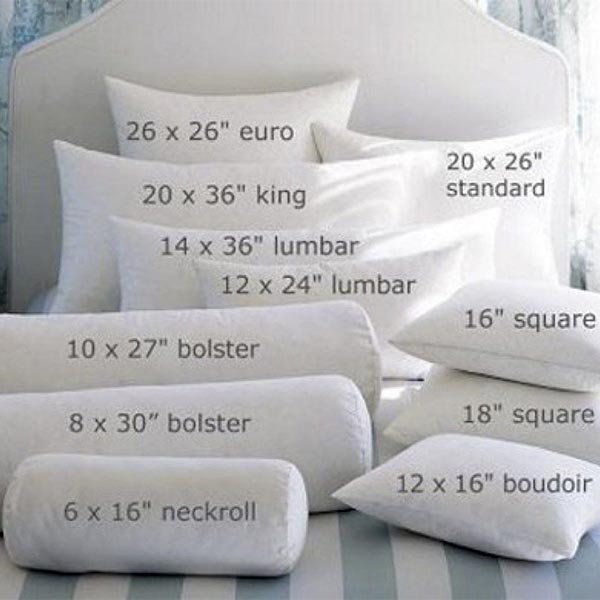 26 x 26" euro
20 x 26"
standard
20 x 36" king
14 x 36" lumbar
12 x 24" lumbar
16" square
10 x 27" bolster
18" square
8 x 30” bolster
12 x 16" boudoir
6 x 16" neckroll